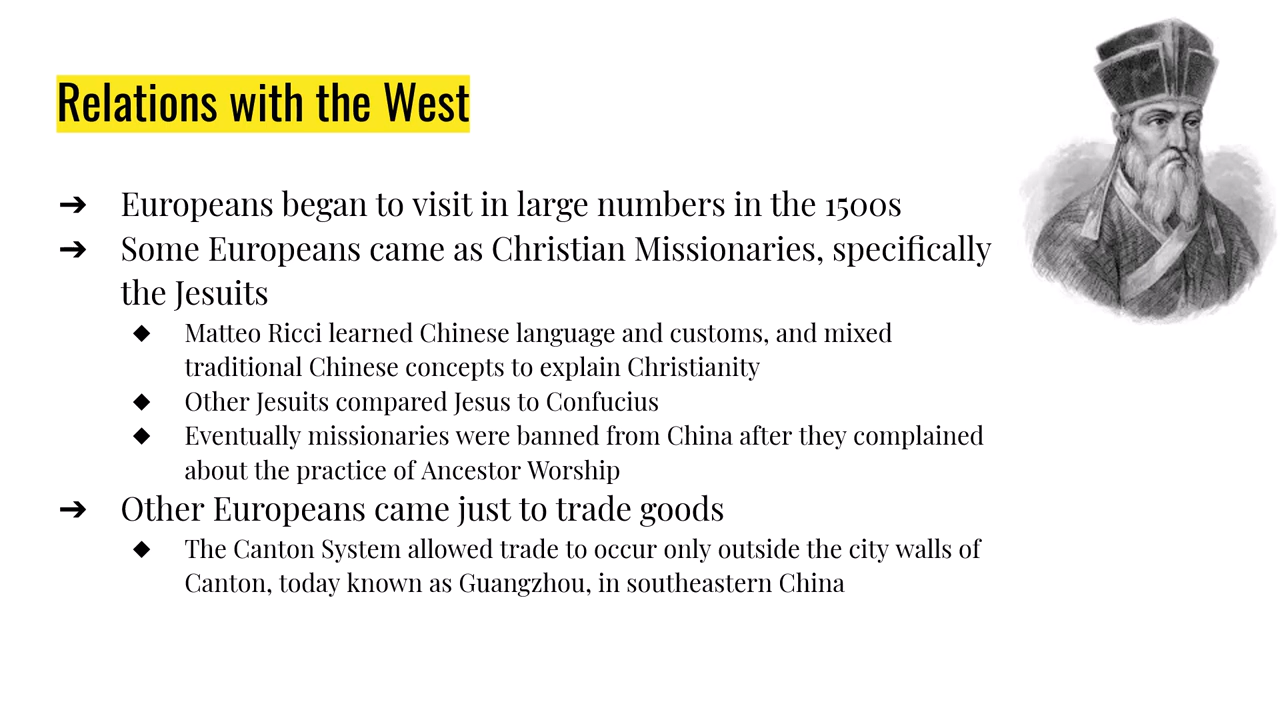 Relations with the West
➔ Europeans began to visit in large numbers in the 1500s
➔ Some Europeans came as Christian Missionaries, specifically
the Jesuits
◆ Matteo Ricci learned Chinese language and customs, and mixed
traditional Chinese concepts to explain Christianity
◆ Other Jesuits compared Jesus to Confucius
◆ Eventually missionaries were banned from China after they complained
about the practice of Ancestor Worship
➔ Other Europeans came just to trade goods
◆ The Canton System allowed trade to occur only outside the city walls of
Canton, today known as Guangzhou, in southeastern China